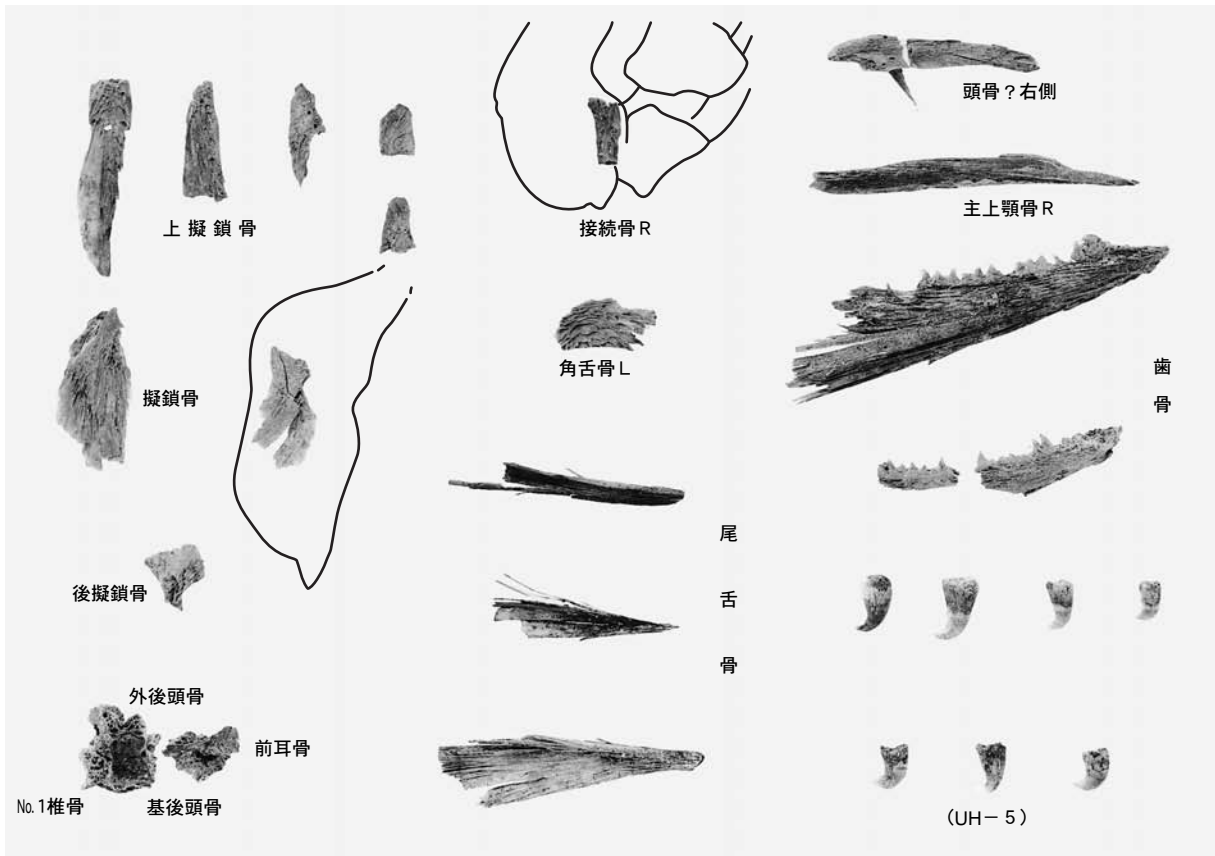 上擬鎖骨
擬鎖骨
後擬鎖骨
外後頭骨
前耳骨
No.1椎骨
基後頭骨
接続骨R
角舌骨L
尾舌骨
頭骨?右側
主上顎骨R
歯骨
(UH-5)